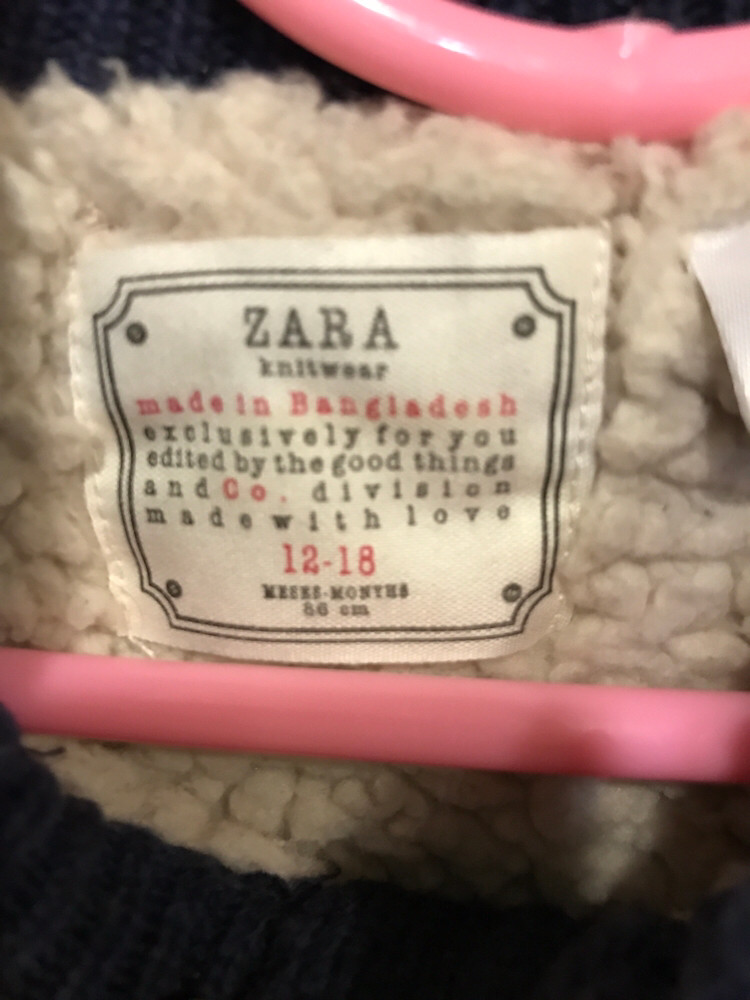 ZARA
knitwear
made in Bangladesh
exclusively for you
edited by the good things
and Co. division
made with love
12-18
MESES-MONTHS
86 cm